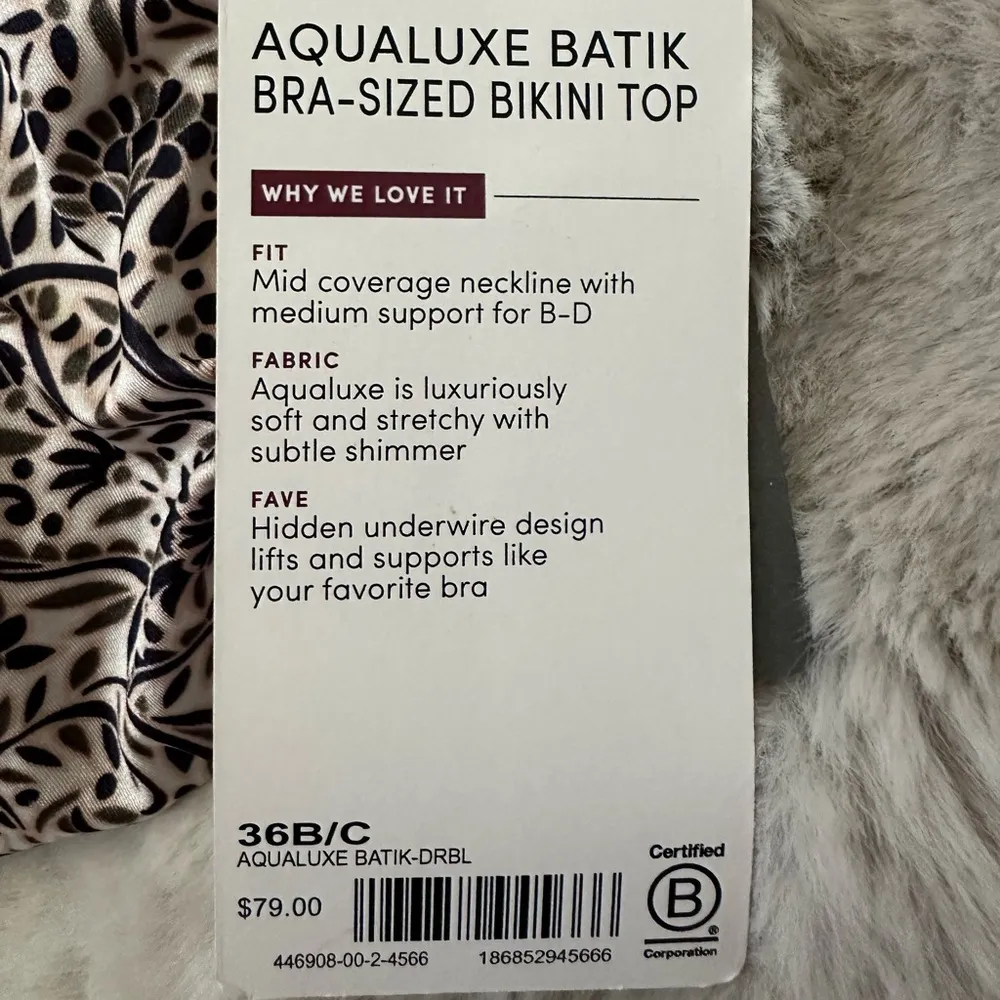 AQUALUXE BATIK
BRA-SIZED BIKINI TOP
WHY WE LOVE IT
FIT
Mid coverage neckline with
medium support for B-D
FABRIC
Aqualuxe is luxuriously
soft and stretchy with
subtle shimmer
FAVE
Hidden underwire design
lifts and supports like
your favorite bra
36B/C
AQUALUXE BATIK-DRBL
$79.00
446908-00-2-4566 186852945666
Certified
B
®
Corporation